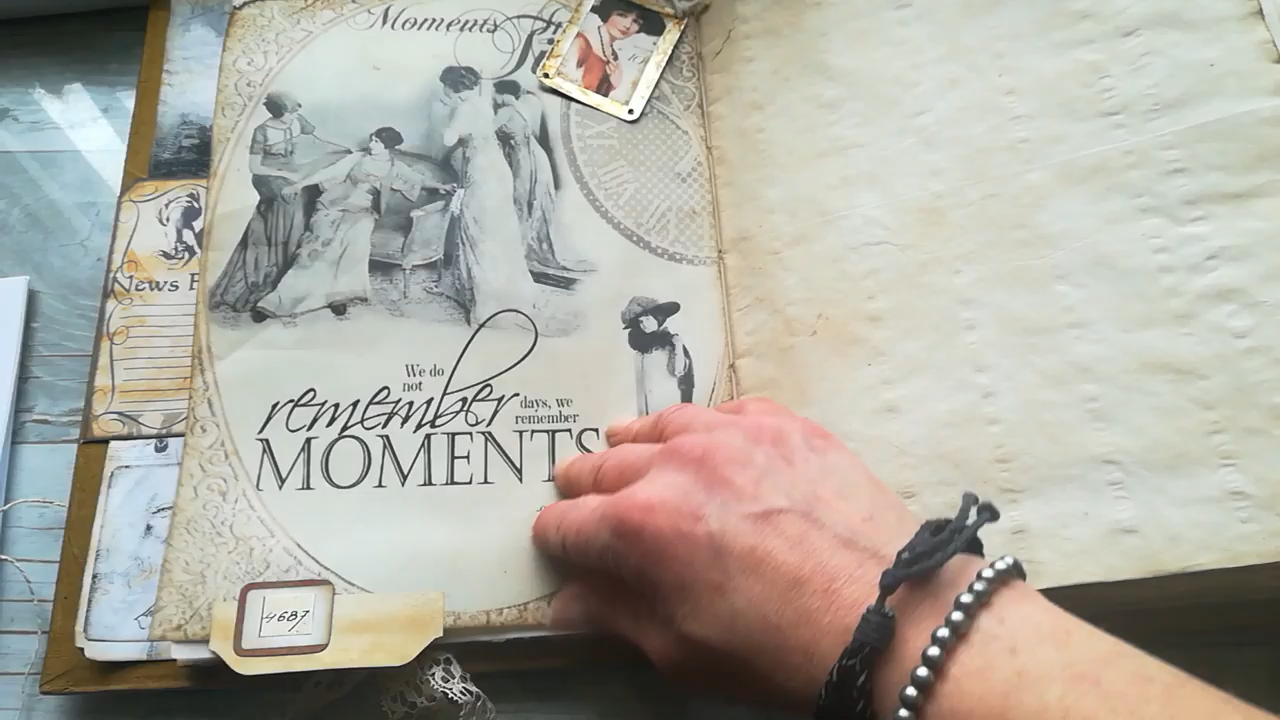 Moments
News
We do
not
remember days, we
remember
MOMENTS
4687